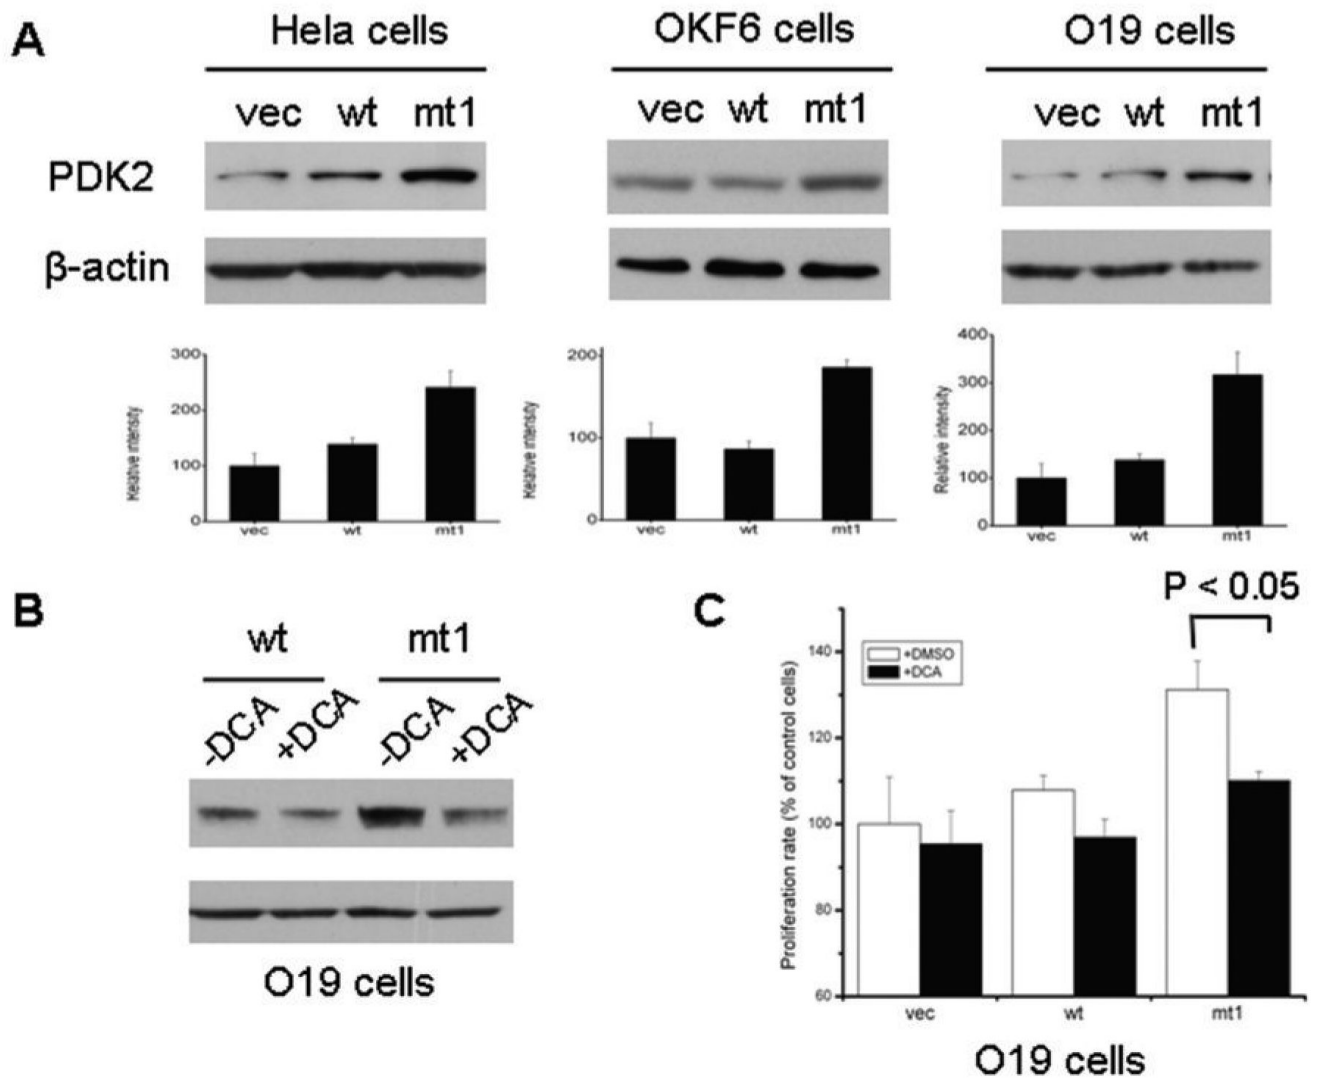 A
Hela cells
OKF6 cells
O19 cells
vec wt mt1
vec wt mt1
vec wt mt1
PDK2
β-actin
Relative intensity
300
200
100
0
vec wt mt1
Relative intensity
200
100
0
vec wt mt1
Relative intensity
400
300
200
100
0
vec wt mt1
B
wt mt1
-DCA +DCA -DCA +DCA
O19 cells
C
P < 0.05
+DMSO
+DCA
Proliferation rate (% of control cells)
140
120
100
80
60
vec wt mt1
O19 cells